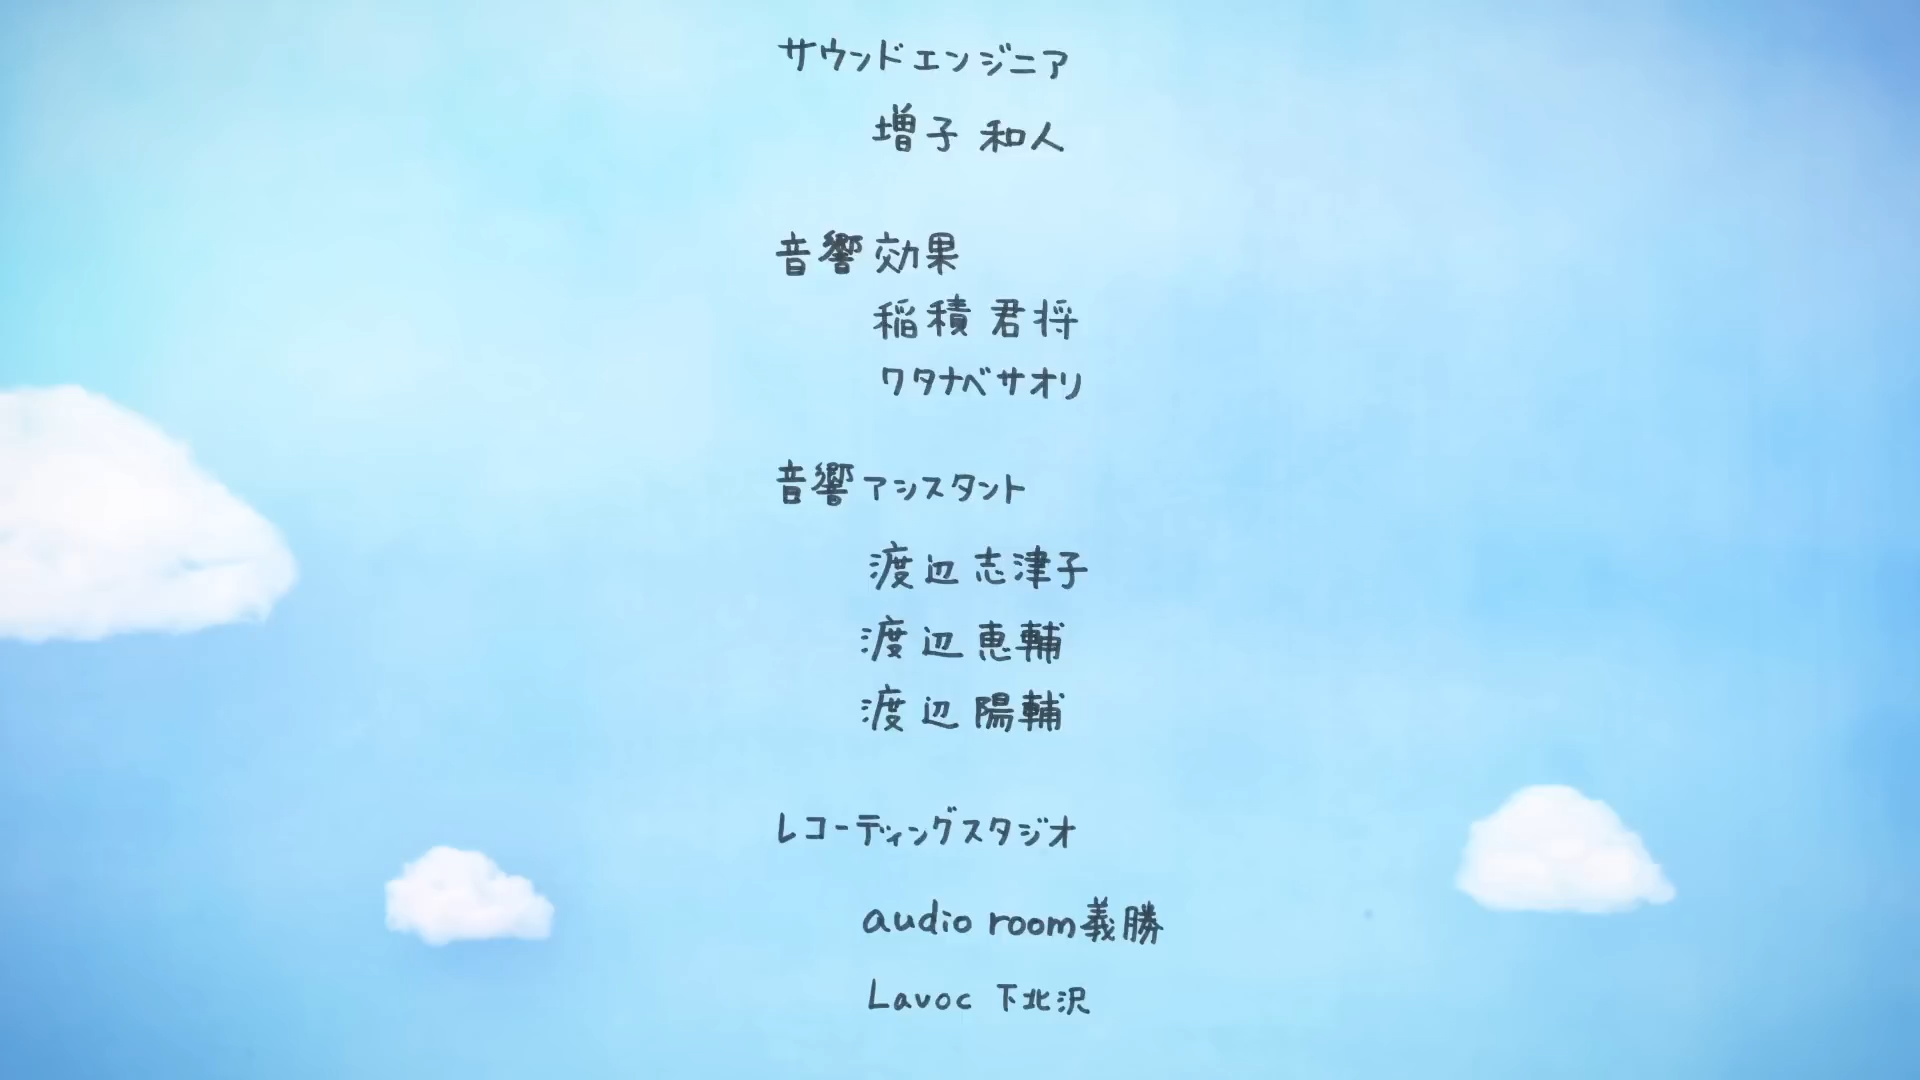 サウンドエンジニア
増子 和人
音響効果
稲積 君将
ワタナベサオリ
音響アシスタント
渡辺 志津子
渡辺 恵輔
渡辺 陽輔
レコーディングスタジオ
audio room義勝
Lavoc 下北沢